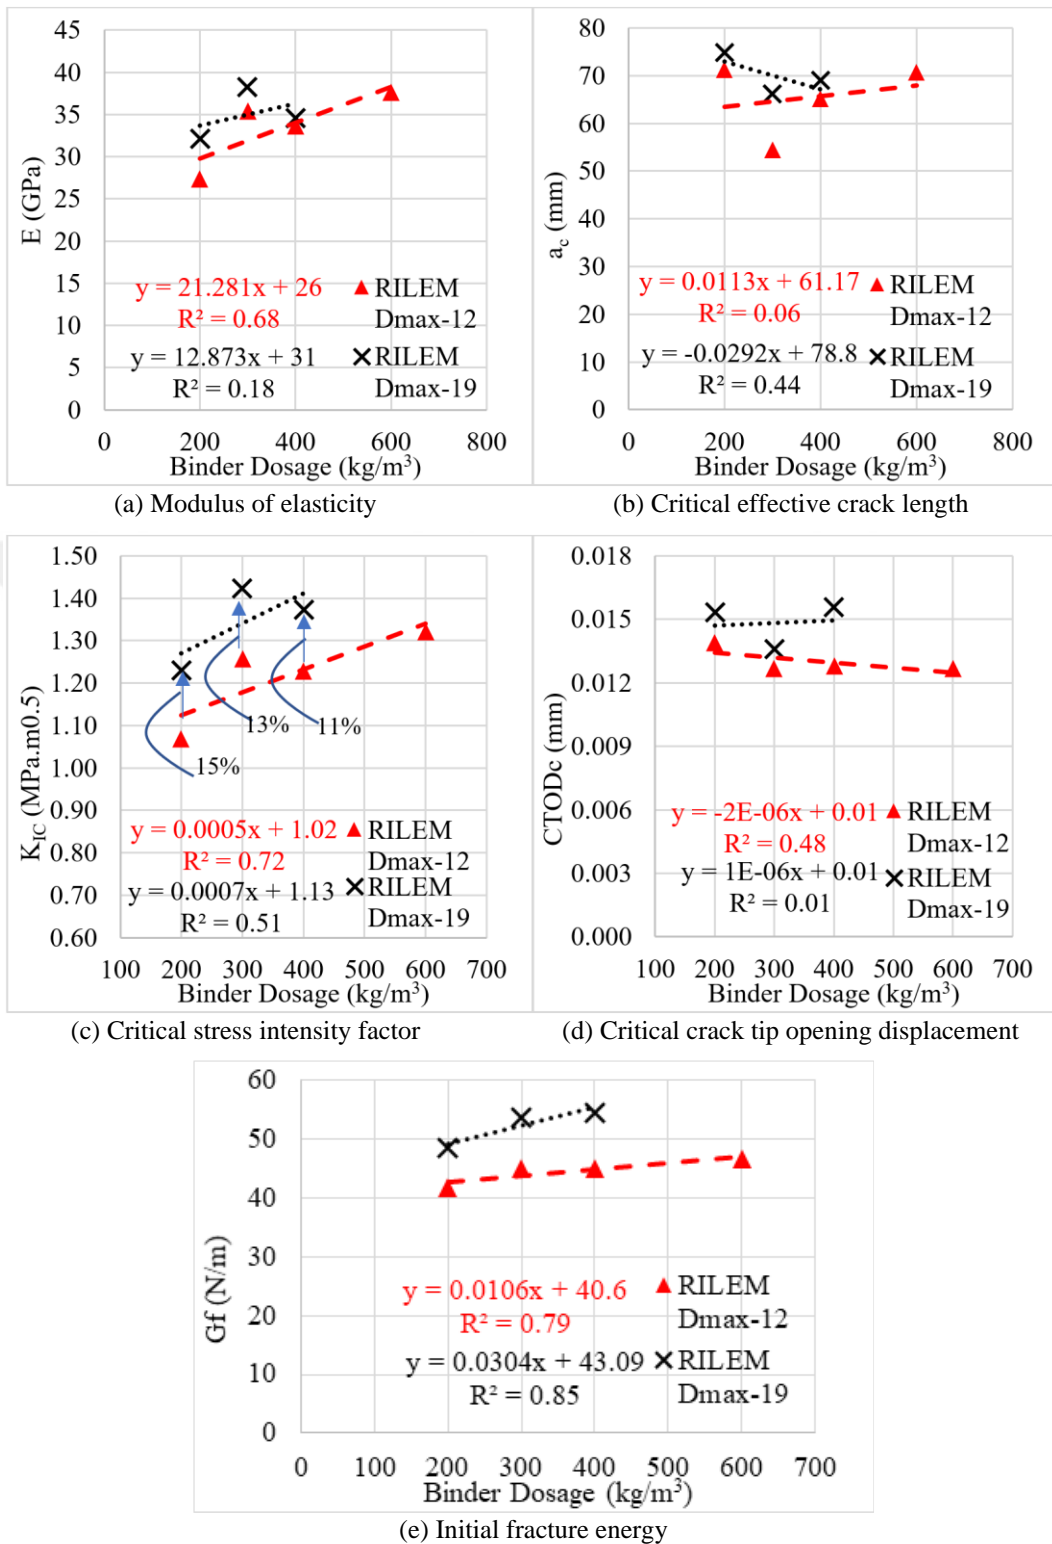 45
40
35
30
25
20
15
10
5
0
E (GPa)
y = 21.281x + 26
R² = 0.68
y = 12.873x + 31
R² = 0.18
RILEM
Dmax-12
RILEM
Dmax-19
0 200 400 600 800
Binder Dosage (kg/m³)
(a) Modulus of elasticity
80
70
60
50
40
30
20
10
0
a_c (mm)
y = 0.0113x + 61.17
R² = 0.06
y = -0.0292x + 78.8
R² = 0.44
RILEM
Dmax-12
RILEM
Dmax-19
0 200 400 600 800
Binder Dosage (kg/m³)
(b) Critical effective crack length
1.50
1.40
1.30
1.20
1.10
1.00
0.90
0.80
0.70
0.60
K_IC (MPa.m0.5)
15%
13%
11%
y = 0.0005x + 1.02
R² = 0.72
y = 0.0007x + 1.13
R² = 0.51
RILEM
Dmax-12
RILEM
Dmax-19
100 200 300 400 500 600 700
Binder Dosage (kg/m³)
(c) Critical stress intensity factor
0.018
0.015
0.012
0.009
0.006
0.003
0.000
CTODc (mm)
y = -2E-06x + 0.01
R² = 0.48
y = 1E-06x + 0.01
R² = 0.01
RILEM
Dmax-12
RILEM
Dmax-19
100 200 300 400 500 600 700
Binder Dosage (kg/m³)
(d) Critical crack tip opening displacement
60
50
40
30
20
10
0
Gf (N/m)
y = 0.0106x + 40.6
R² = 0.79
y = 0.0304x + 43.09
R² = 0.85
RILEM
Dmax-12
RILEM
Dmax-19
0 100 200 300 400 500 600 700
Binder Dosage (kg/m³)
(e) Initial fracture energy